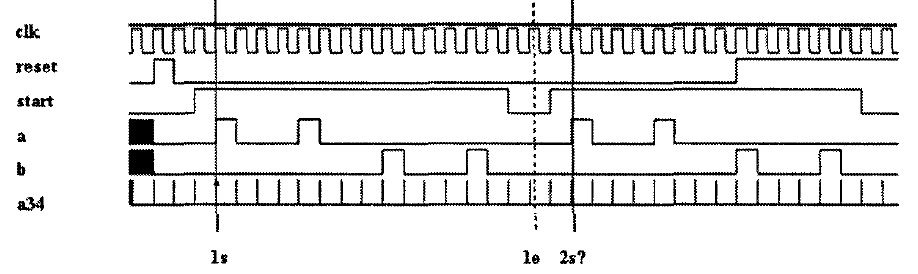 clk
reset
start
a
b
a34
1s 1e 2s?